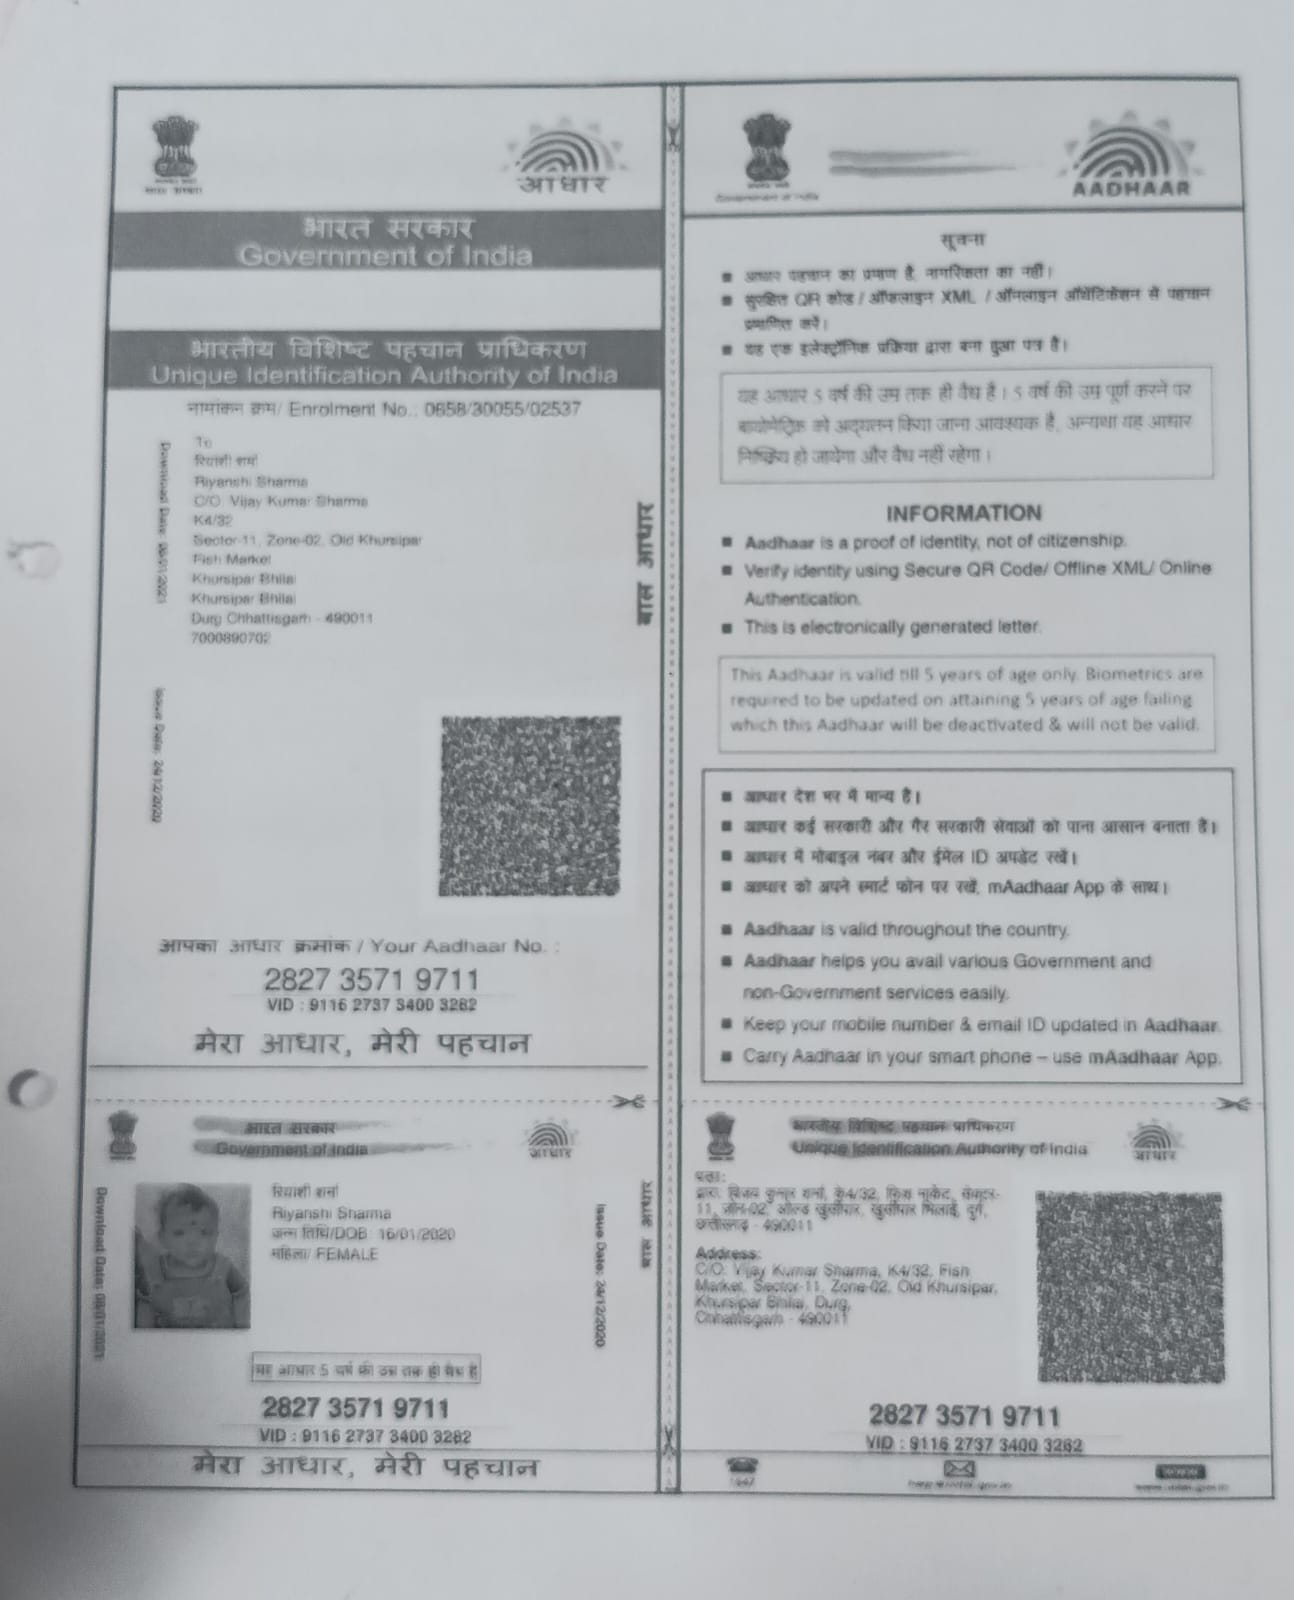 भारत सरकार
आधार
भारत सरकार
Government of India
भारतीय विशिष्ट पहचान प्राधिकरण
Unique Identification Authority of India
नामांकन क्रम/ Enrolment No.: 0658/30055/02537
To
रियांशी शर्मा
Riyanshi Sharma
C/O Vijay Kumar Sharma
K4/32
Sector-11, Zone-02, Old Khursipar
Fish Market
Khursipar Bhilai
Khursipar Bhilai
Durg Chhattisgarh - 490011
7000890702
Download Date: 08/01/2021
Issue Date: 24/12/2020
बाल आधार
आपका आधार क्रमांक / Your Aadhaar No. :
2827 3571 9711
VID : 9116 2737 3400 3282
मेरा आधार, मेरी पहचान
Government of India
AADHAAR
सूचना
आधार पहचान का प्रमाण है, नागरिकता का नहीं।
सुरक्षित QR कोड / ऑफलाइन XML / ऑनलाइन ऑथेंटिकेशन से पहचान
प्रमाणित करें।
यह एक इलेक्ट्रॉनिक प्रक्रिया द्वारा बना हुआ पत्र है।
यह आधार 5 वर्ष की उम्र तक ही वैध है। 5 वर्ष की उम्र पूर्ण करने पर
बायोमेट्रिक को अद्यतन किया जाना आवश्यक है, अन्यथा यह आधार
निष्क्रिय हो जायेगा और वैध नहीं रहेगा।
INFORMATION
Aadhaar is a proof of identity, not of citizenship.
Verify identity using Secure QR Code/ Offline XML/ Online
Authentication.
This is electronically generated letter.
This Aadhaar is valid till 5 years of age only. Biometrics are
required to be updated on attaining 5 years of age failing
which this Aadhaar will be deactivated & will not be valid.
आधार देश भर में मान्य है।
आधार कई सरकारी और गैर सरकारी सेवाओं को पाना आसान बनाता है।
आधार में मोबाइल नंबर और ईमेल ID अपडेट रखें।
आधार को अपने स्मार्ट फोन पर रखें, mAadhaar App के साथ।
Aadhaar is valid throughout the country.
Aadhaar helps you avail various Government and
non-Government services easily.
Keep your mobile number & email ID updated in Aadhaar.
Carry Aadhaar in your smart phone – use mAadhaar App.
भारत सरकार
Government of India
आधार
Download Date: 08/01/2021
रियांशी शर्मा
Riyanshi Sharma
जन्म तिथि/DOB: 16/01/2020
महिला/ FEMALE
Issue Date: 24/12/2020
बाल आधार
यह आधार 5 वर्ष की उम्र तक ही वैध है
2827 3571 9711
VID : 9116 2737 3400 3282
मेरा आधार, मेरी पहचान
भारतीय विशिष्ट पहचान प्राधिकरण
Unique Identification Authority of India
आधार
पता:
द्वारा: विजय कुमार शर्मा, के4/32, फिश मार्केट, सेक्टर-
11, जोन-02, ओल्ड खुर्सीपार, खुर्सीपार भिलाई, दुर्ग,
छत्तीसगढ़ - 490011
Address:
C/O: Vijay Kumar Sharma, K4/32, Fish
Market, Sector-11, Zone-02, Old Khursipar,
Khursipar Bhilai, Durg,
Chhattisgarh - 490011
2827 3571 9711
VID : 9116 2737 3400 3282
1947